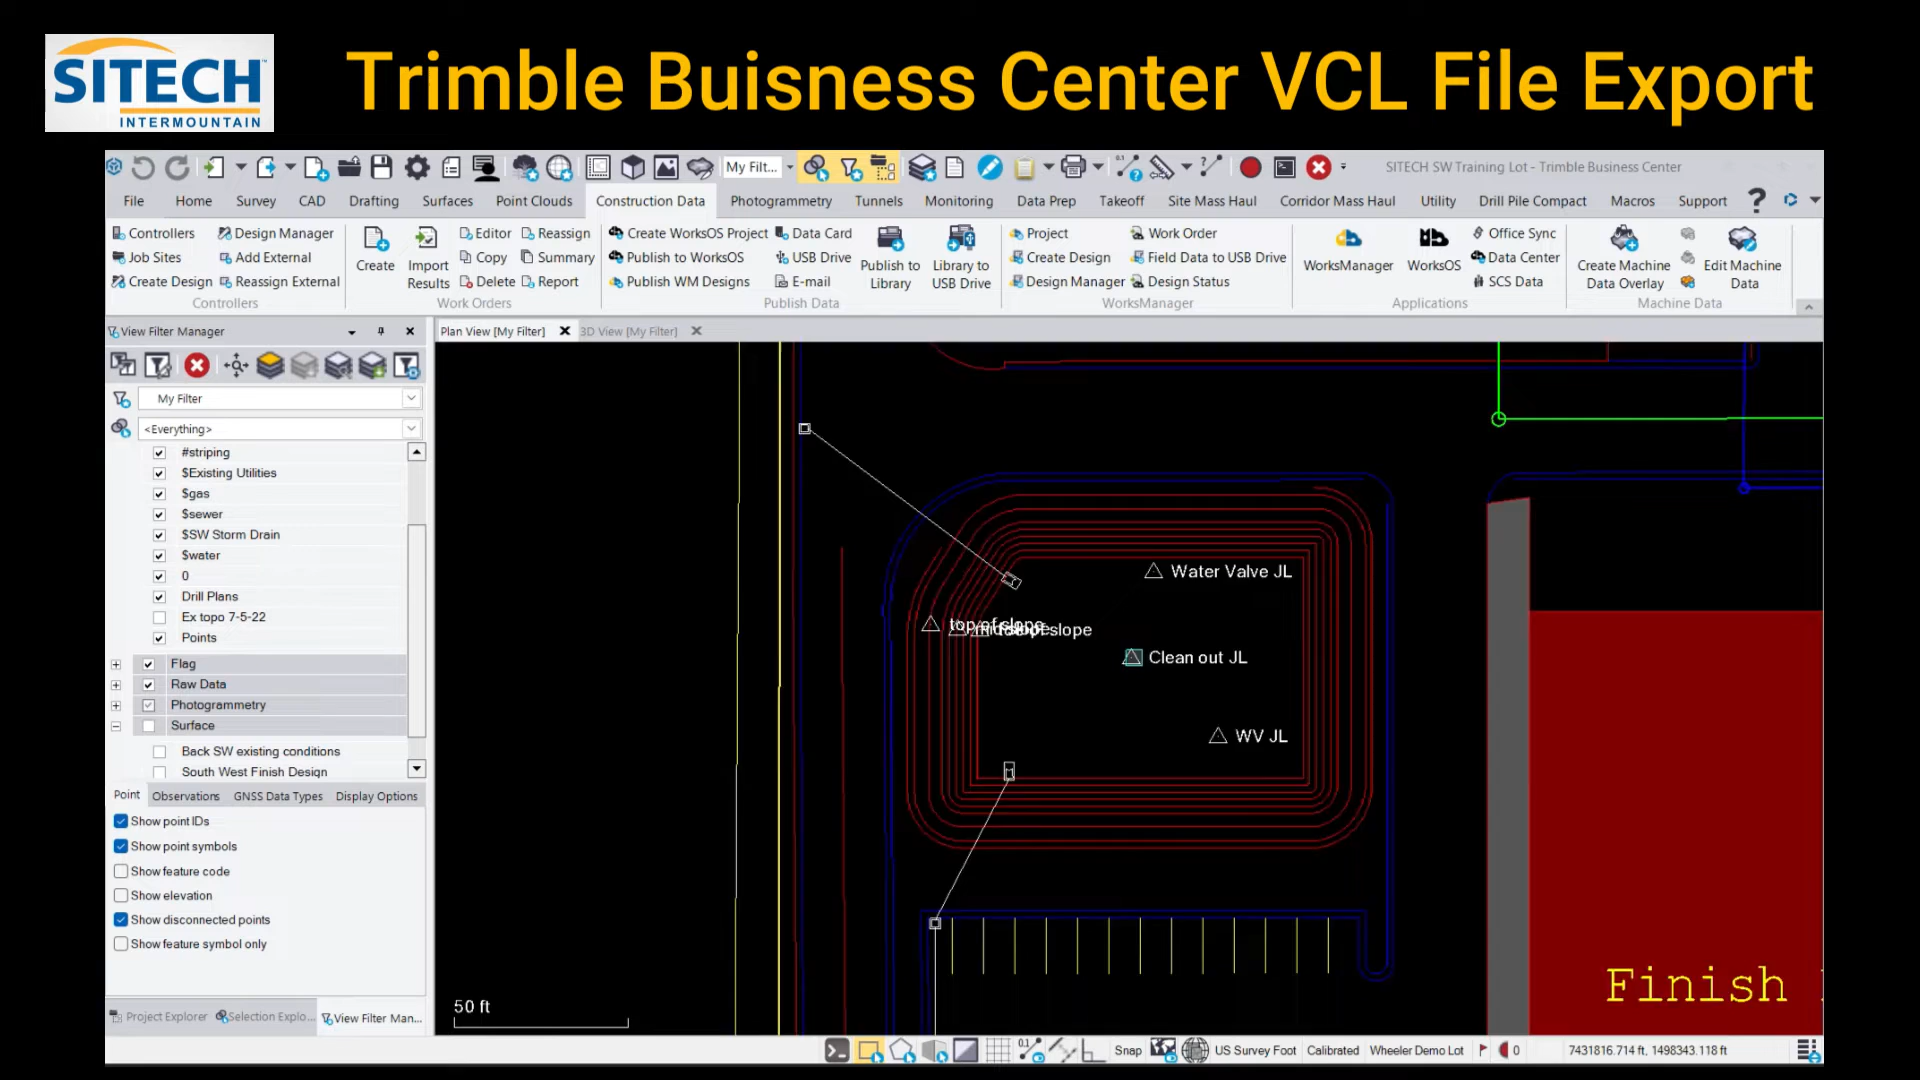 SITECH
INTERMOUNTAIN
Trimble Buisness Center VCL File Export
My Filt...
SITECH SW Training Lot - Trimble Business Center
File Home Survey CAD Drafting Surfaces Point Clouds Construction Data Photogrammetry Tunnels Monitoring Data Prep Takeoff Site Mass Haul Corridor Mass Haul Utility Drill Pile Compact Macros Support
Controllers Design Manager Editor Reassign Create WorksOS Project Data Card Project Work Order Office Sync
Job Sites Add External Copy Summary Publish to WorksOS USB Drive Create Design Field Data to USB Drive Data Center
Create Import Publish to Library to WorksManager WorksOS Create Machine Edit Machine
Create Design Reassign External Results Delete Report Publish WM Designs E-mail Library USB Drive Design Manager Design Status SCS Data Data Overlay Data
Controllers Work Orders Publish Data WorksManager Applications Machine Data
View Filter Manager
Plan View [My Filter] 3D View [My Filter]
My Filter
<Everything>
#striping
$Existing Utilities
$gas
$sewer
$SW Storm Drain
$water
0
Drill Plans
Ex topo 7-5-22
Points
Flag
Raw Data
Photogrammetry
Surface
Back SW existing conditions
South West Finish Design
Point Observations GNSS Data Types Display Options
Show point IDs
Show point symbols
Show feature code
Show elevation
Show disconnected points
Show feature symbol only
Project Explorer Selection Explo... View Filter Man...
Water Valve JL
top of slope
slope
Clean out JL
WV JL
Finish
50 ft
Snap US Survey Foot Calibrated Wheeler Demo Lot 0 7431816.714 ft, 1498343.118 ft